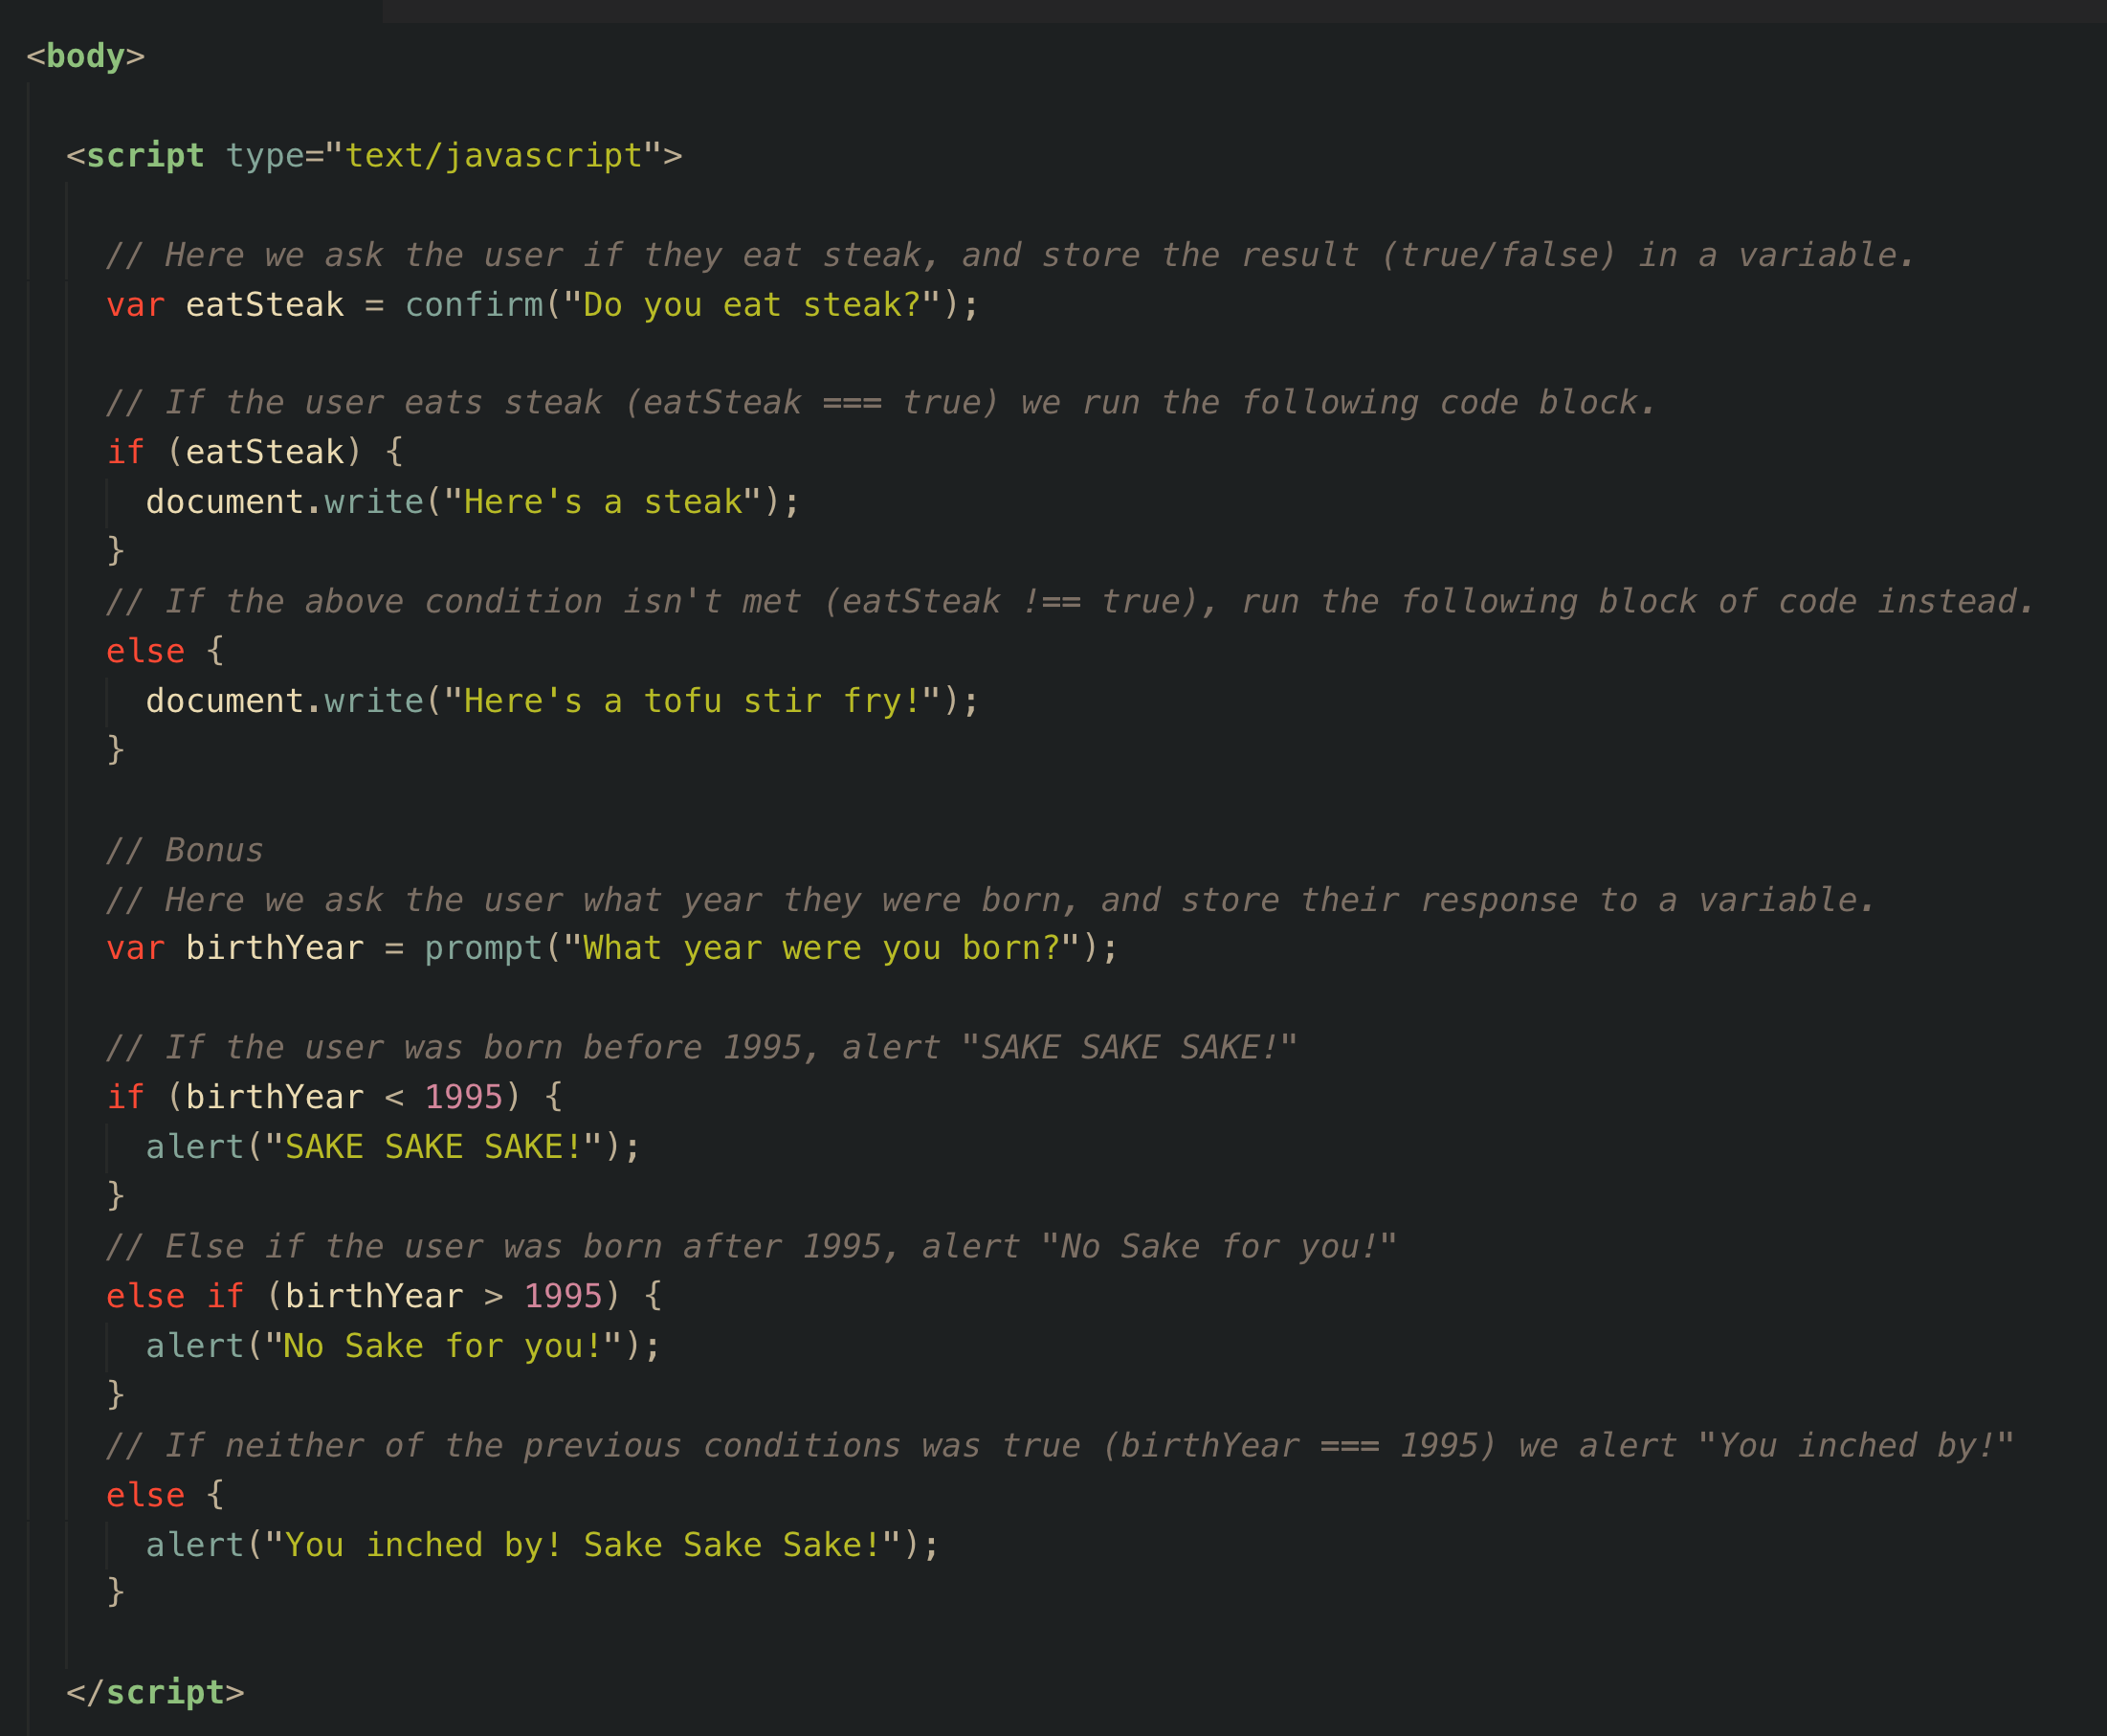 <body>
<script type="text/javascript">
// Here we ask the user if they eat steak, and store the result (true/false) in a variable.
var eatSteak = confirm("Do you eat steak?");
// If the user eats steak (eatSteak === true) we run the following code block.
if (eatSteak) {
document.write("Here's a steak");
}
// If the above condition isn't met (eatSteak !== true), run the following block of code instead.
else {
document.write("Here's a tofu stir fry!");
}
// Bonus
// Here we ask the user what year they were born, and store their response to a variable.
var birthYear = prompt("What year were you born?");
// If the user was born before 1995, alert "SAKE SAKE SAKE!"
if (birthYear < 1995) {
alert("SAKE SAKE SAKE!");
}
// Else if the user was born after 1995, alert "No Sake for you!"
else if (birthYear > 1995) {
alert("No Sake for you!");
}
// If neither of the previous conditions was true (birthYear === 1995) we alert "You inched by!"
else {
alert("You inched by! Sake Sake Sake!");
}
</script>